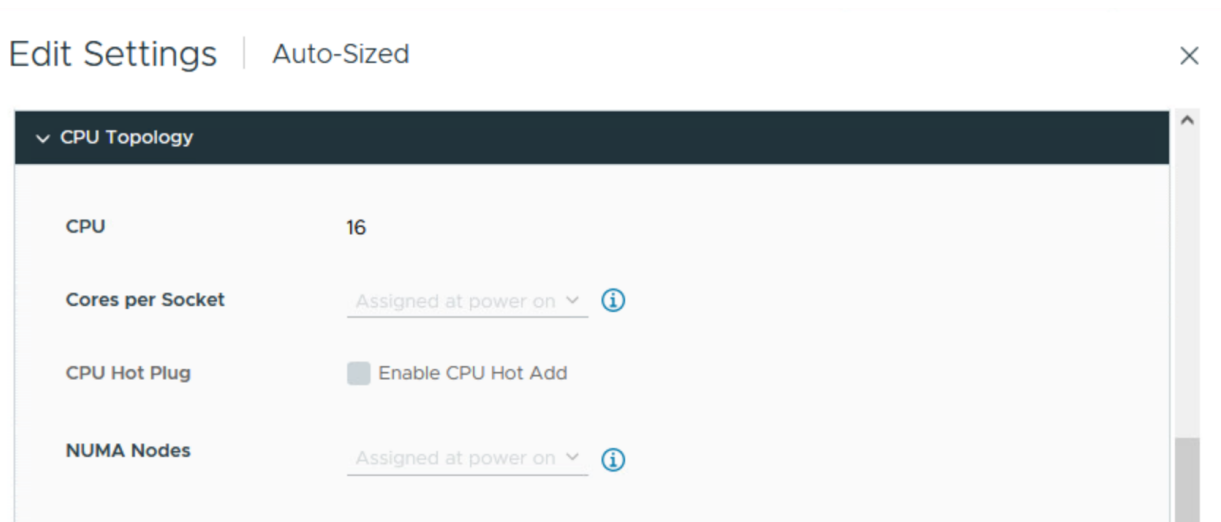 Edit Settings Auto-Sized
CPU Topology
CPU 16
Cores per Socket Assigned at power on
CPU Hot Plug Enable CPU Hot Add
NUMA Nodes Assigned at power on